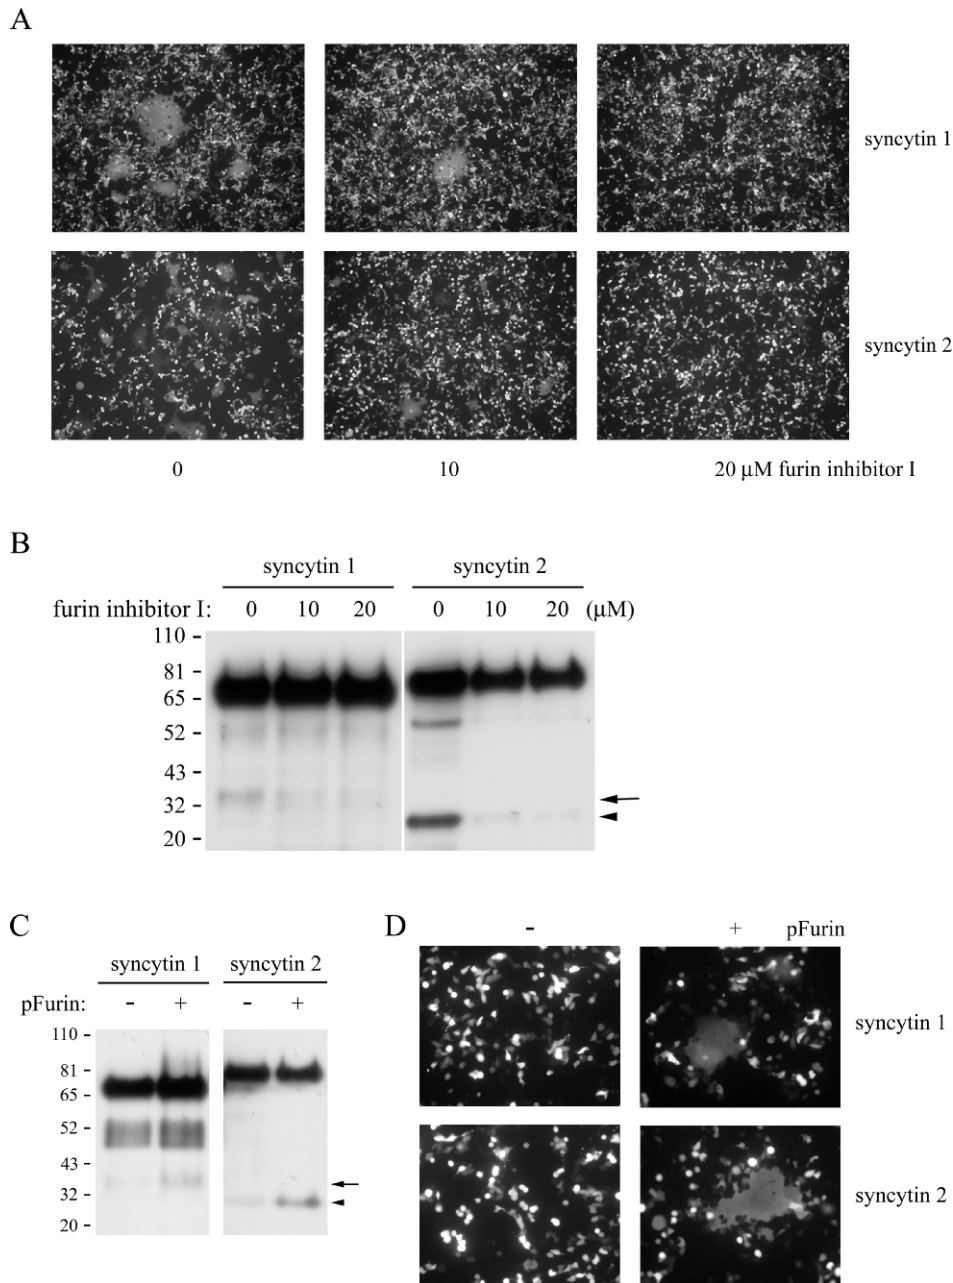 A
syncytin 1
syncytin 2
0 10 20 μM furin inhibitor I
B
syncytin 1 syncytin 2
furin inhibitor I: 0 10 20 0 10 20 (μM)
110
81
65
52
43
32
20
C
syncytin 1 syncytin 2
pFurin: - + - +
110
81
65
52
43
32
20
D
- + pFurin
syncytin 1
syncytin 2